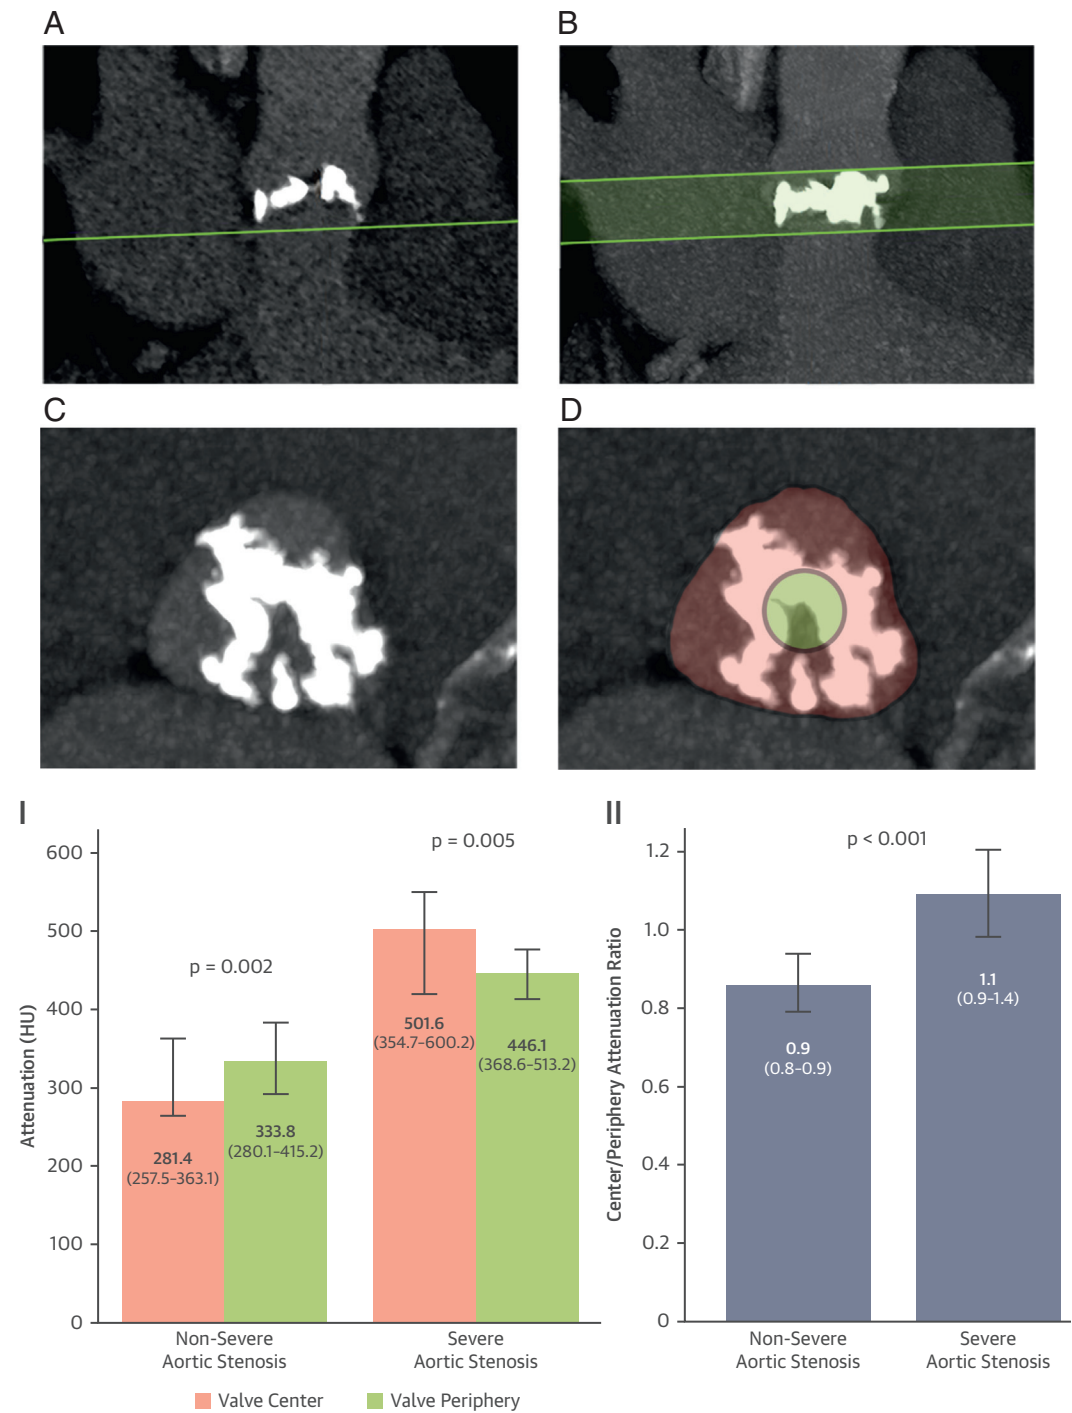 A
B
C
D
I
600
500
400
300
200
100
0
Attenuation (HU)
p = 0.002
p = 0.005
281.4
(257.5–363.1)
333.8
(280.1–415.2)
501.6
(354.7–600.2)
446.1
(368.6–513.2)
Non-Severe
Aortic Stenosis
Severe
Aortic Stenosis
Valve Center
Valve Periphery
II
1.2
1.0
0.8
0.6
0.4
0.2
0
Center/Periphery Attenuation Ratio
p < 0.001
0.9
(0.8–0.9)
1.1
(0.9–1.4)
Non-Severe
Aortic Stenosis
Severe
Aortic Stenosis